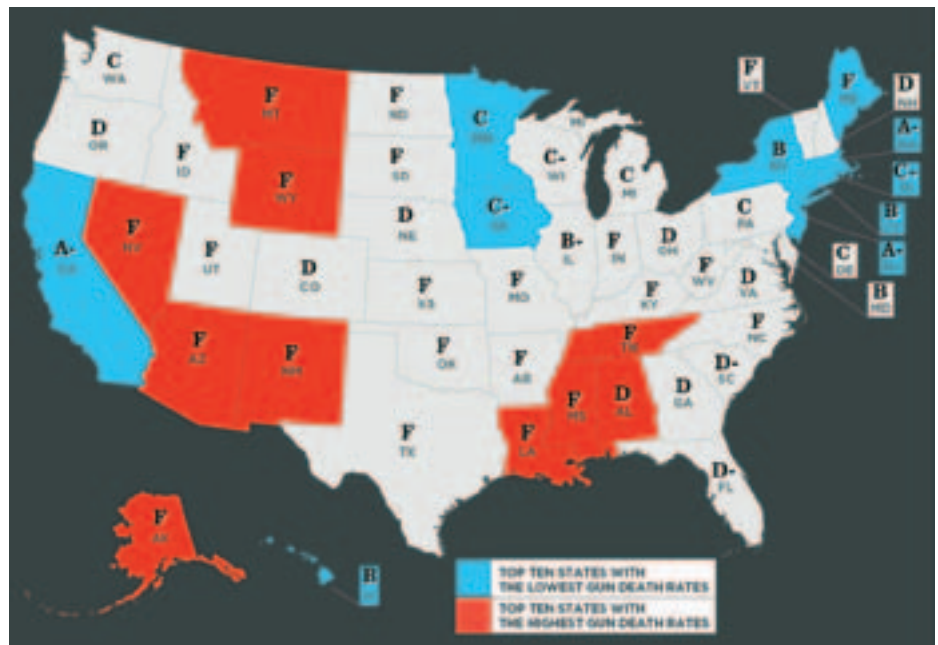 C
WA
D
OR
F
ID
F
MT
F
WY
F
ND
F
SD
D
NE
C
MN
C-
C-
WI
MI
C
MI
A-
F
NV
F
UT
D
CO
F
KS
F
MO
B-
IL
F
IN
D
OH
F
KY
F
WV
D
VA
C
PA
B
NY
F
ME
F
VT
D
NH
A-
C+
B
A-
C
DE
B
MD
F
AZ
F
NM
F
OK
F
AR
F
TX
F
LA
F
MS
D
AL
F
TN
D
GA
F
NC
D-
SC
D-
FL
F
AK
B
TOP TEN STATES WITH
THE LOWEST GUN DEATH RATES
TOP TEN STATES WITH
THE HIGHEST GUN DEATH RATES